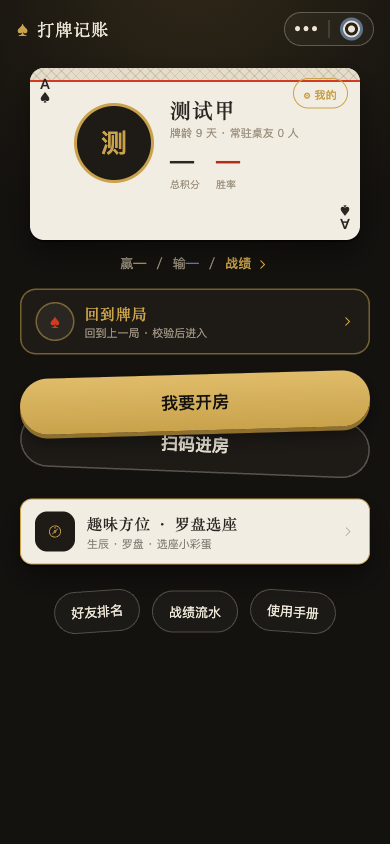 ♠ 打牌记账
A
测
测试甲
我的
牌龄 9 天 · 常驻桌友 0 人
— —
总积分 胜率
A
赢一 / 输一 / 战绩 >
回到牌局
回到上一局 · 校验后进入
我要开房
扫码进房
趣味方位 · 罗盘选座
生辰 · 罗盘 · 选座小彩蛋
好友排名 战绩流水 使用手册